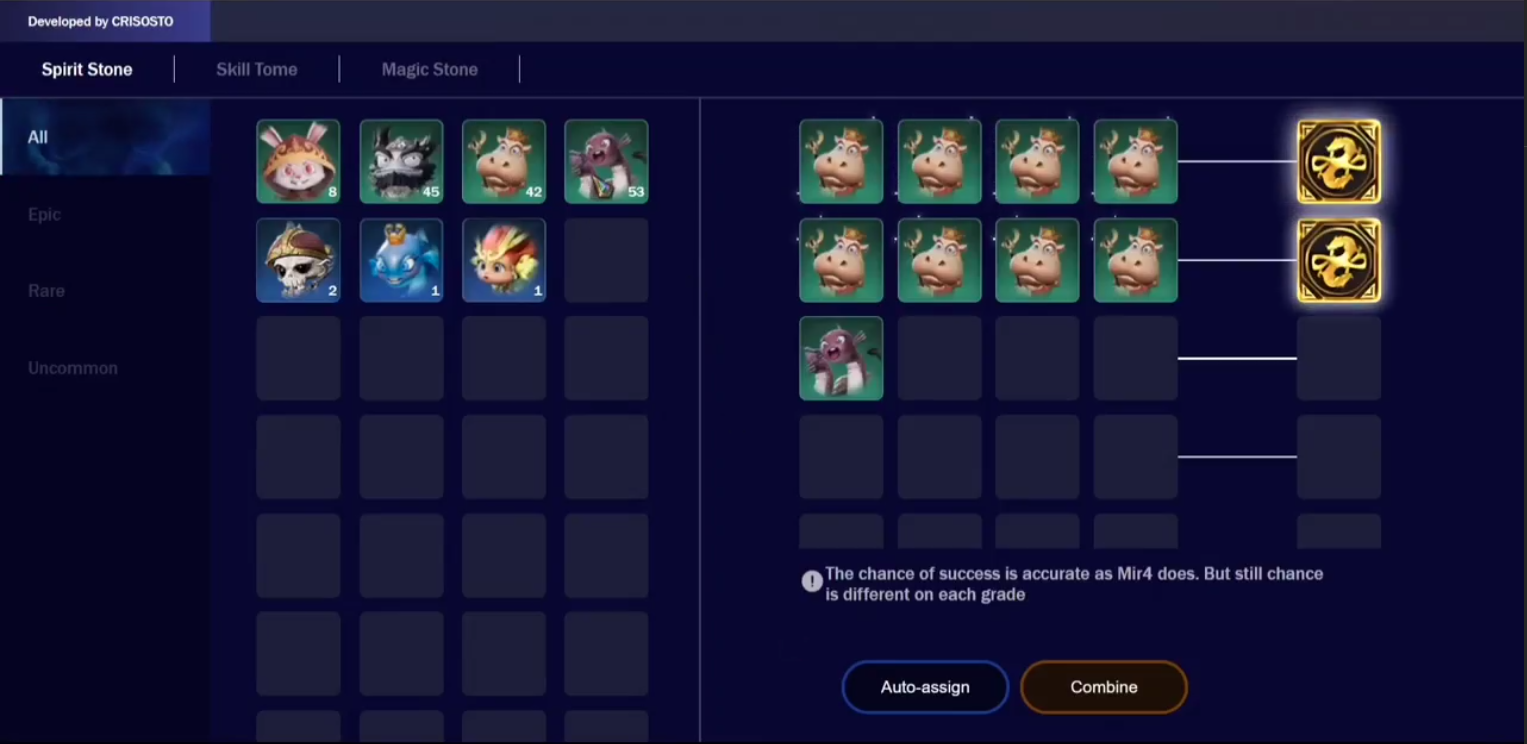 Developed by CRISOSTO
Spirit Stone
Skill Tome
Magic Stone
All
Epic
Rare
Uncommon
8
45
42
53
2
1
1
! The chance of success is accurate as Mir4 does. But still chance
is different on each grade
Auto-assign
Combine